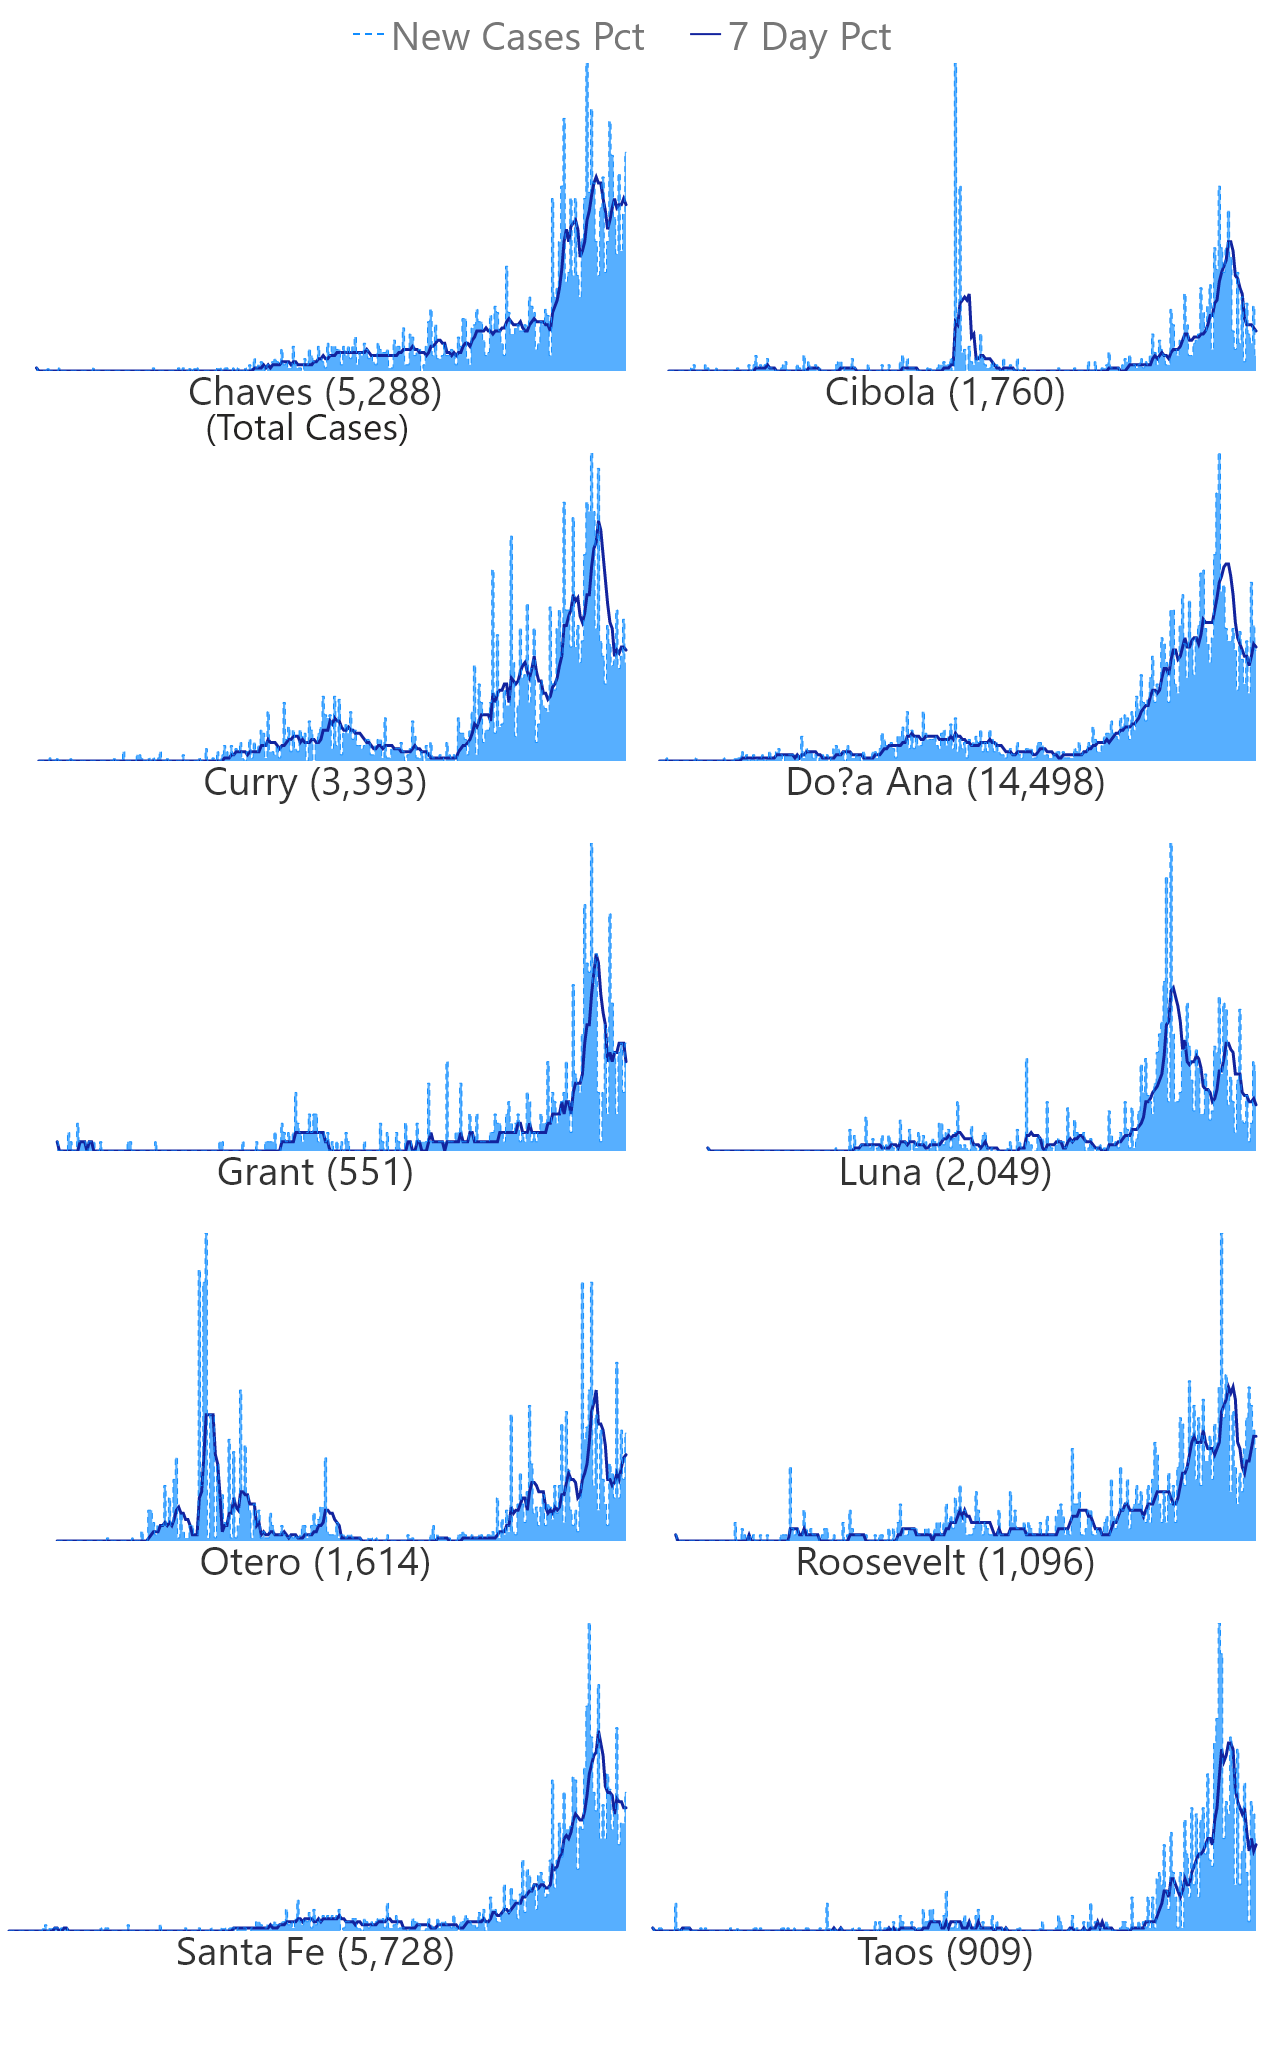 New Cases Pct 7 Day Pct
Chaves (5,288)
(Total Cases)
Cibola (1,760)
Curry (3,393)
Do?a Ana (14,498)
Grant (551)
Luna (2,049)
Otero (1,614)
Roosevelt (1,096)
Santa Fe (5,728)
Taos (909)